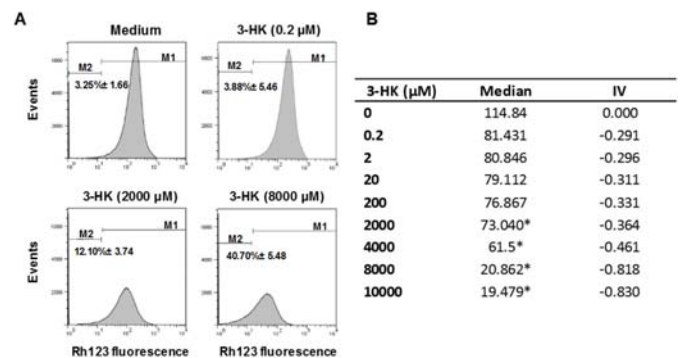 A
B
Medium
3-HK (0.2 µM)
M2
M1
3.25%± 1.66
M2
M1
3.88%± 5.46
Events
3-HK (2000 µM)
3-HK (8000 µM)
M2
M1
12.10%± 3.74
M2
M1
40.70%± 5.48
Events
Rh123 fluorescence
Rh123 fluorescence
3-HK (µM) Median IV
0 114.84 0.000
0.2 81.431 -0.291
2 80.846 -0.296
20 79.112 -0.311
200 76.867 -0.331
2000 73.040* -0.364
4000 61.5* -0.461
8000 20.862* -0.818
10000 19.479* -0.830